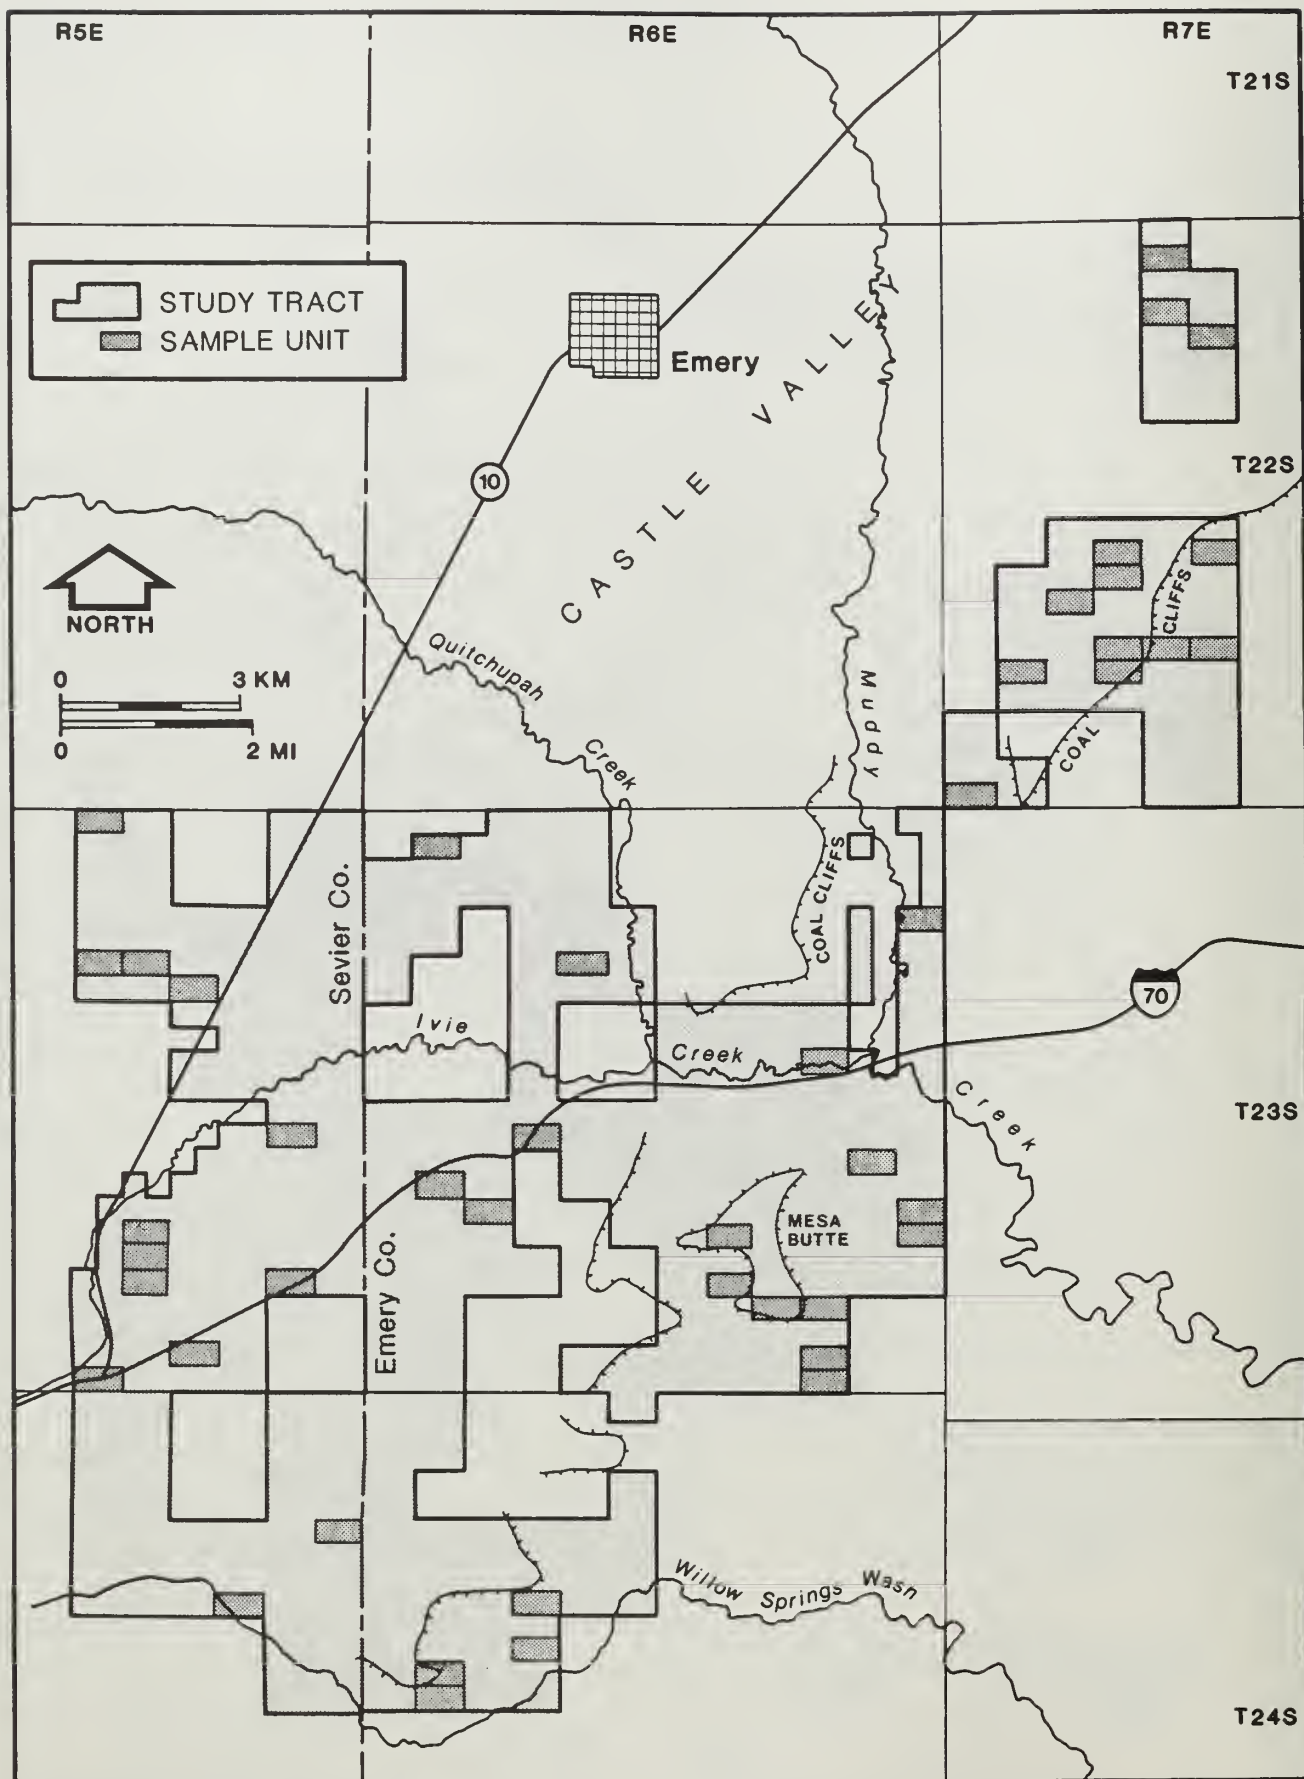 R5E
R6E
R7E
T21S
STUDY TRACT
SAMPLE UNIT
Emery
CASTLE VALLEY
T22S
10
NORTH
0 3 KM
0 2 MI
Quitchupah Creek
Muddy
CLIFFS
COAL
COAL CLIFFS
Sevier Co.
70
Ivie
Creek
Creek
T23S
MESA
BUTTE
Emery Co.
Willow Springs Wash
T24S